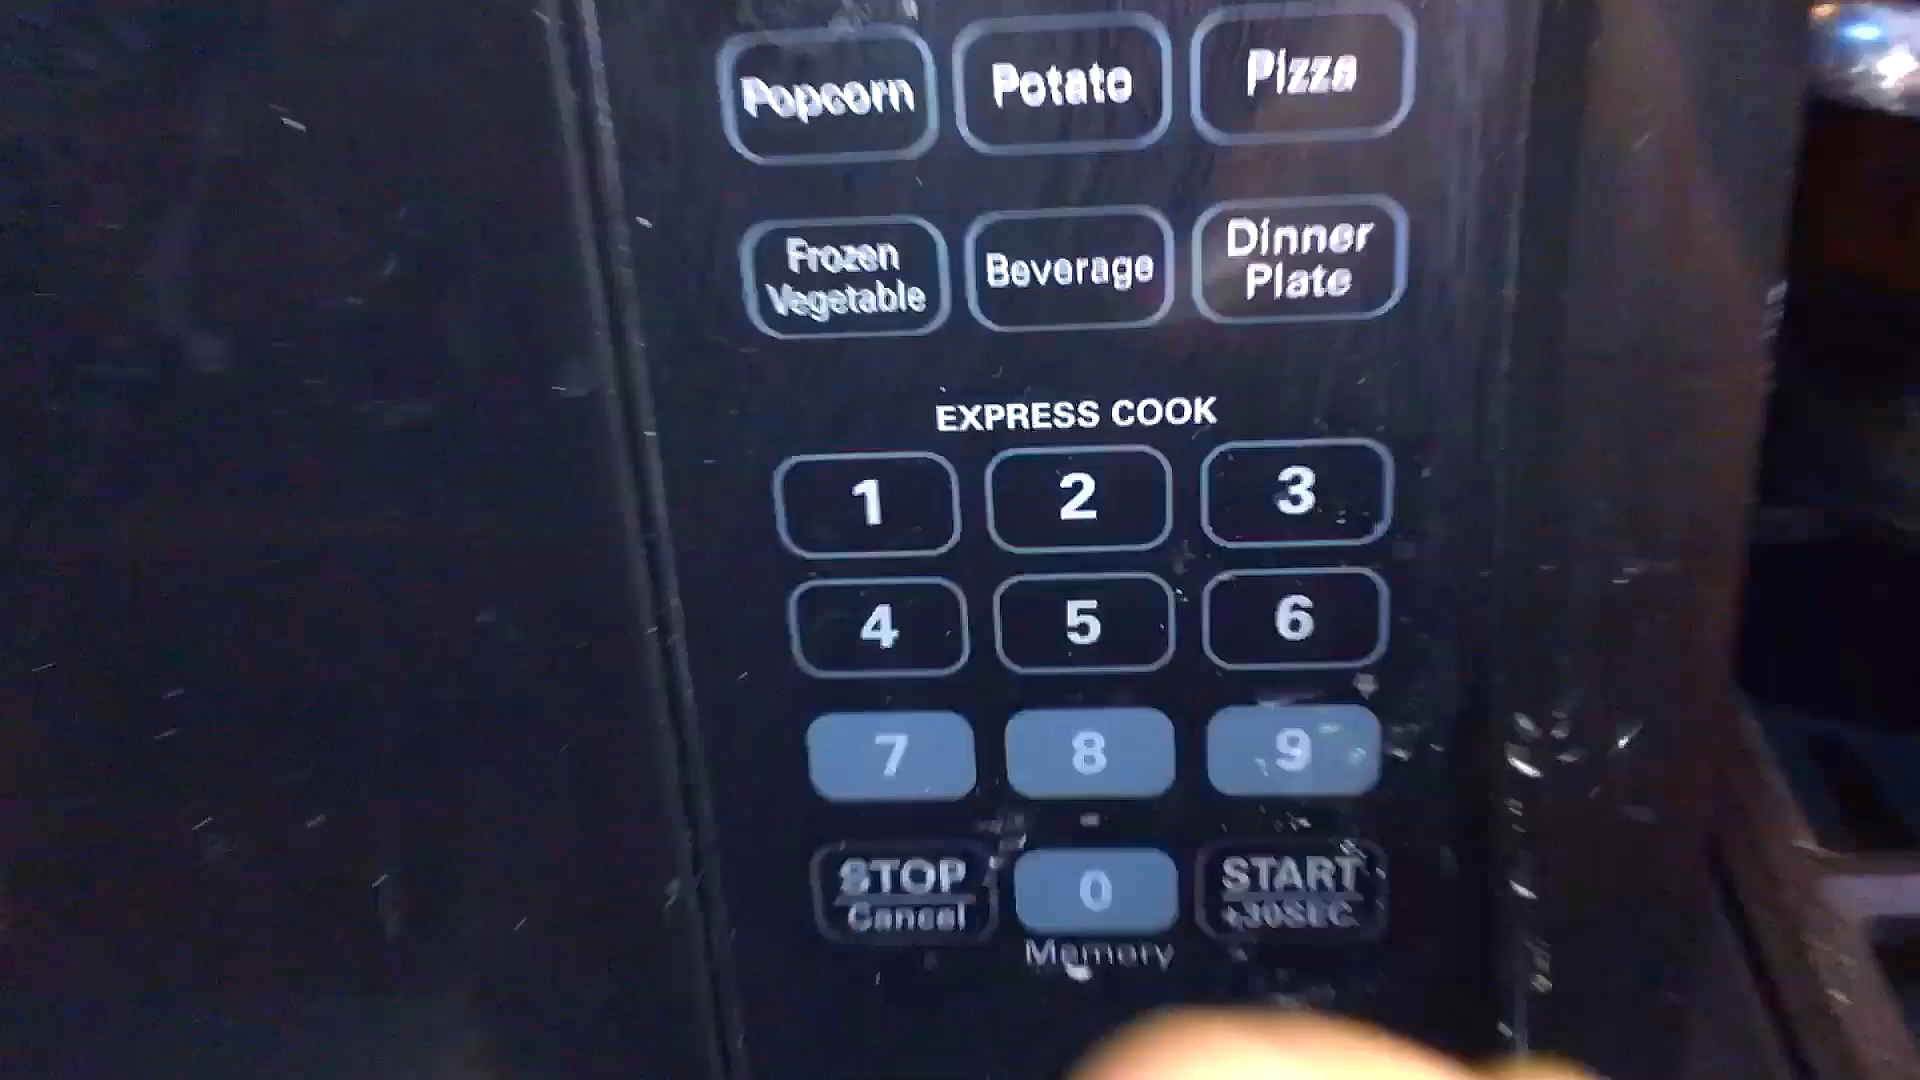 Popcorn
Potato
Pizza
Frozen
Vegetable
Beverage
Dinner
Plate
EXPRESS COOK
1
2
3
4
5
6
7
8
9
STOP
Cancel
0
Memory
START
+30SEC.